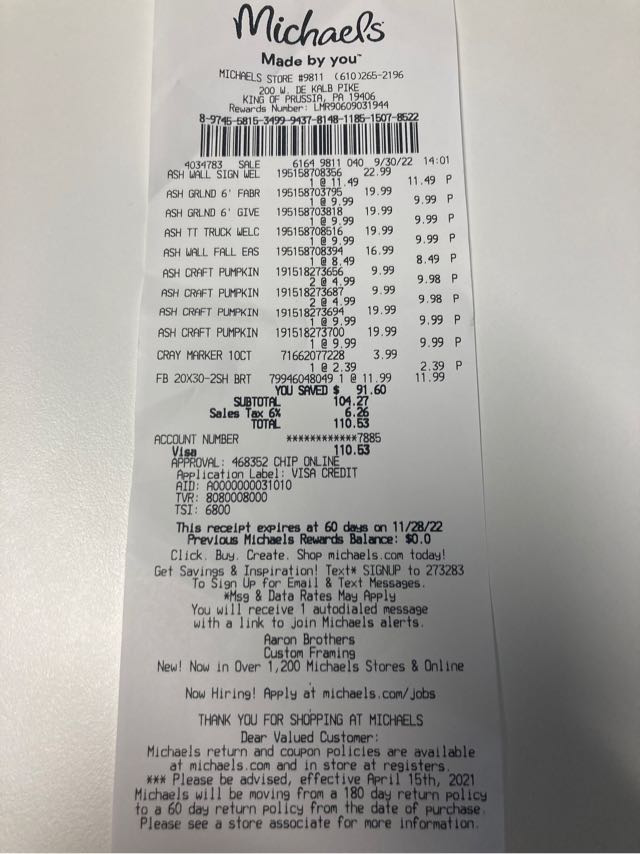 Michaels
Made by you™
MICHAELS STORE #9811 (610)265-2196
200 W. DE KALB PIKE
KING OF PRUSSIA, PA 19406
Rewards Number: LMR90609031944
8-9745-5815-3499-9437-8148-1185-1507-8522
4034783 SALE 6164 9811 040 9/30/22 14:01
ASH WALL SIGN WEL 195158708356 22.99
1 @ 11.49 11.49 P
ASH GRLND 6' FABR 195158703795 19.99
1 @ 9.99 9.99 P
ASH GRLND 6' GIVE 195158703818 19.99
1 @ 9.99 9.99 P
ASH TT TRUCK WELC 195158708516 19.99
1 @ 9.99 9.99 P
ASH WALL FALL EAS 195158708394 16.99
1 @ 8.49 8.49 P
ASH CRAFT PUMPKIN 191518273656 9.99
2 @ 4.99 9.98 P
ASH CRAFT PUMPKIN 191518273687 9.99
2 @ 4.99 9.98 P
ASH CRAFT PUMPKIN 191518273694 19.99
1 @ 9.99 9.99 P
ASH CRAFT PUMPKIN 191518273700 19.99
1 @ 9.99 9.99 P
CRAY MARKER 10CT 71662077228 3.99
1 @ 2.39 2.39 P
FB 20X30-2SH BRT 79946048049 1 @ 11.99 11.99
YOU SAVED $ 91.60
SUBTOTAL 104.27
Sales Tax 6% 6.26
TOTAL 110.53
ACCOUNT NUMBER ************7885
Visa 110.53
APPROVAL: 468352 CHIP ONLINE
Application Label: VISA CREDIT
AID: A0000000031010
TVR: 8080008000
TSI: 6800
This receipt expires at 60 days on 11/28/22
Previous Michaels Rewards Balance: $0.0
Click. Buy. Create. Shop michaels.com today!
Get Savings & Inspiration! Text* SIGNUP to 273283
To Sign Up for Email & Text Messages.
*Msg & Data Rates May Apply
You will receive 1 autodialed message
with a link to join Michaels alerts.
Aaron Brothers
Custom Framing
New! Now in Over 1,200 Michaels Stores & Online
Now Hiring! Apply at michaels.com/jobs
THANK YOU FOR SHOPPING AT MICHAELS
Dear Valued Customer:
Michaels return and coupon policies are available
at michaels.com and in store at registers.
*** Please be advised, effective April 15th, 2021
Michaels will be moving from a 180 day return policy
to a 60 day return policy from the date of purchase.
Please see a store associate for more information.